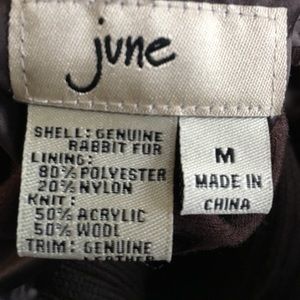 june
SHELL: GENUINE
RABBIT FUR
LINING:
80% POLYESTER
20% NYLON
KNIT:
50% ACRYLIC
50% WOOL
TRIM: GENUINE
LEATHER
M
MADE IN
CHINA